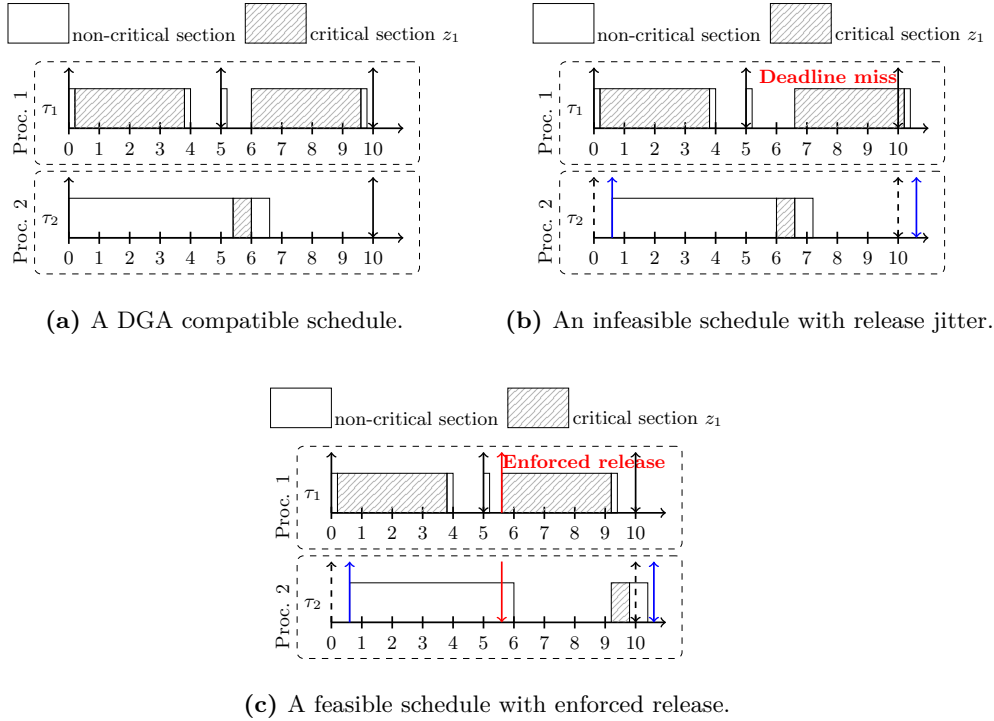 non-critical section critical section z1
Proc. 1
τ1
0 1 2 3 4 5 6 7 8 9 10
Proc. 2
τ2
0 1 2 3 4 5 6 7 8 9 10
(a) A DGA compatible schedule.
non-critical section critical section z1
Deadline miss
Proc. 1
τ1
0 1 2 3 4 5 6 7 8 9 10
Proc. 2
τ2
0 1 2 3 4 5 6 7 8 9 10
(b) An infeasible schedule with release jitter.
non-critical section critical section z1
Enforced release
Proc. 1
τ1
0 1 2 3 4 5 6 7 8 9 10
Proc. 2
τ2
0 1 2 3 4 5 6 7 8 9 10
(c) A feasible schedule with enforced release.